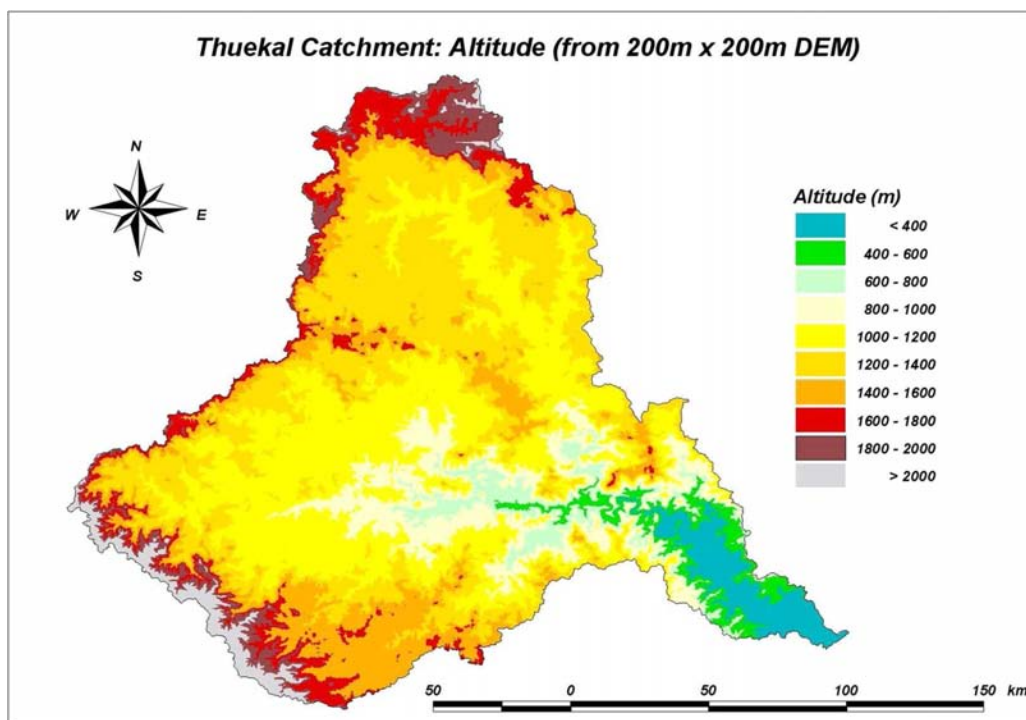 Thuekal Catchment: Altitude (from 200m x 200m DEM)
N
W E
S
Altitude (m)
< 400
400 - 600
600 - 800
800 - 1000
1000 - 1200
1200 - 1400
1400 - 1600
1600 - 1800
1800 - 2000
> 2000
50 0 50 100 150 km